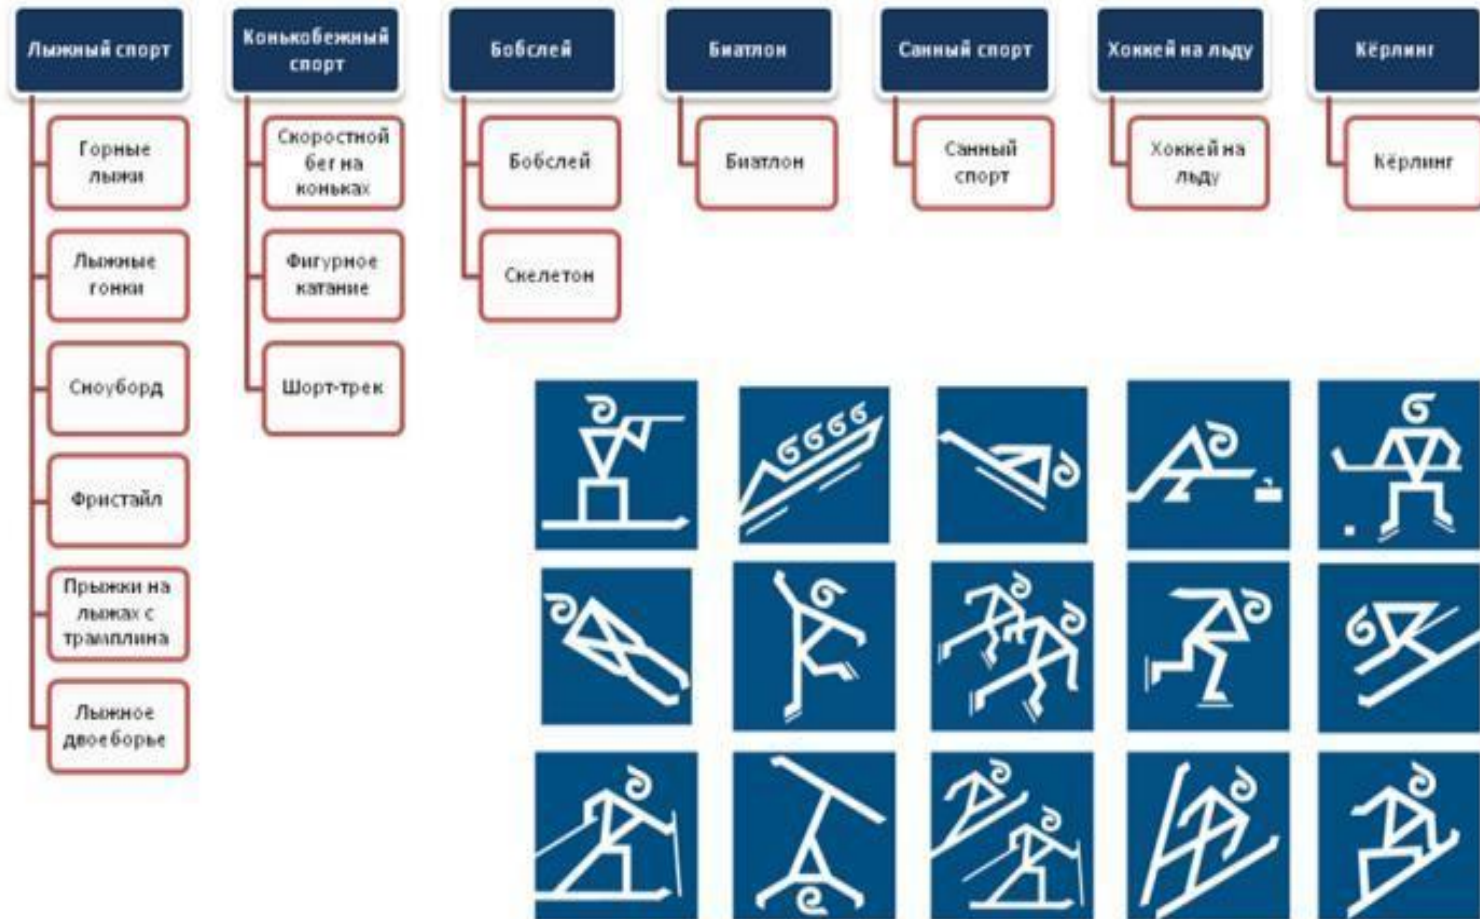 Лыжный спорт
Конькобежный
спорт
Бобслей
Биатлон
Санный спорт
Хоккей на льду
Кёрлинг
Горные
лыжи
Лыжные
гонки
Сноуборд
Фристайл
Прыжки на
лыжах с
трамплина
Лыжное
двоеборье
Скоростной
бег на
коньках
Фигурное
катание
Шорт-трек
Бобслей
Скелетон
Биатлон
Санный
спорт
Хоккей на
льду
Кёрлинг